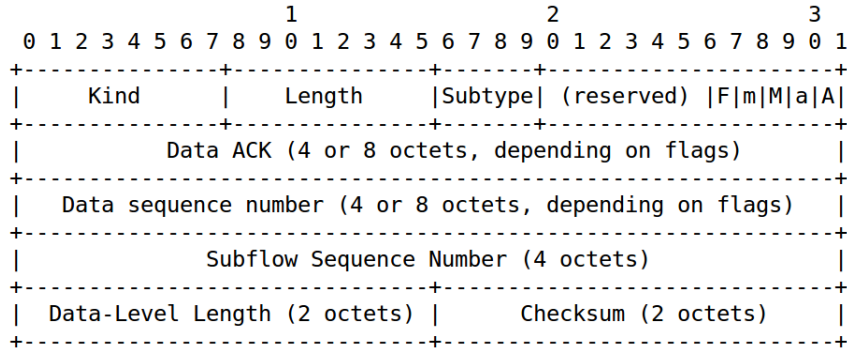 1                   2                   3
 0 1 2 3 4 5 6 7 8 9 0 1 2 3 4 5 6 7 8 9 0 1 2 3 4 5 6 7 8 9 0 1
+---------------+---------------+-------+----------------------+
|     Kind      |    Length     |Subtype| (reserved) |F|m|M|a|A|
+---------------+---------------+-------+----------------------+
|           Data ACK (4 or 8 octets, depending on flags)       |
+--------------------------------------------------------------+
|   Data sequence number (4 or 8 octets, depending on flags)   |
+--------------------------------------------------------------+
|              Subflow Sequence Number (4 octets)              |
+-------------------------------+------------------------------+
|  Data-Level Length (2 octets) |      Checksum (2 octets)     |
+-------------------------------+------------------------------+